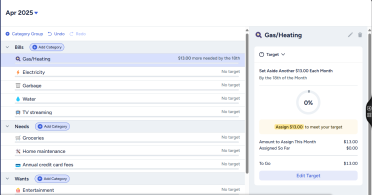 Apr 2025
Category Group Undo Redo
Bills Add Category
Gas/Heating $13.00 more needed by the 18th
Electricity No target
Garbage No target
Water No target
TV streaming No target
Needs Add Category
Groceries No target
Home maintenance No target
Annual credit card fees No target
Wants Add Category
Entertainment No target
Gas/Heating
Target
Set Aside Another $13.00 Each Month
By the 18th of the Month
0%
Assign $13.00 to meet your target
Amount to Assign This Month $13.00
Assigned So Far $0.00
To Go $13.00
Edit Target